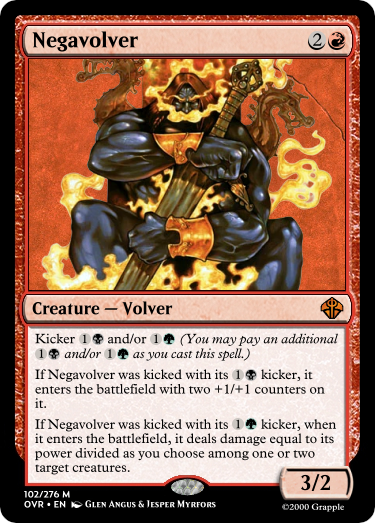 Negavolver 2
Creature — Volver
Kicker 1 and/or 1 (You may pay an additional
1 and/or 1 as you cast this spell.)
If Negavolver was kicked with its 1 kicker, it
enters the battlefield with two +1/+1 counters on
it.
If Negavolver was kicked with its 1 kicker, when
it enters the battlefield, it deals damage equal to its
power divided as you choose among one or two
target creatures.
3/2
102/276 M
OVR • EN Glen Angus & Jesper Myrfors
©2000 Grapple